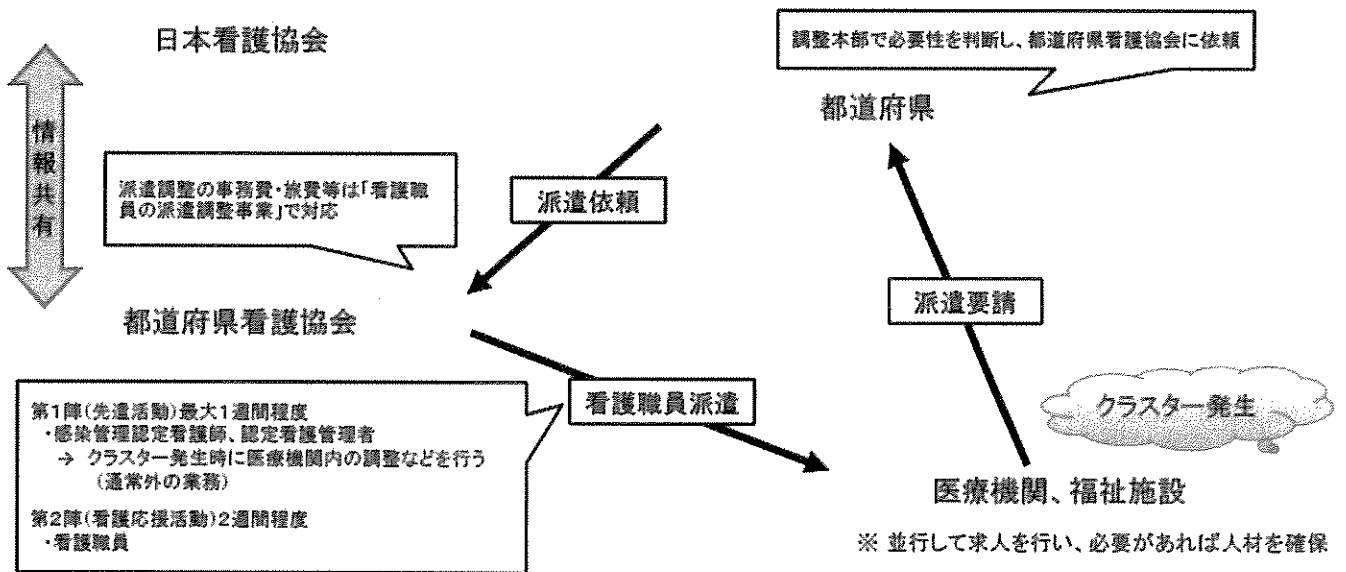 日本看護協会
調整本部で必要性を判断し、都道府県看護協会に依頼
都道府県
情報共有
派遣調整の事務費・旅費等は「看護職
員の派遣調整事業」で対応
派遣依頼
派遣要請
都道府県看護協会
第1陣(先遣活動)最大1週間程度
・感染管理認定看護師、認定看護管理者
→ クラスター発生時に医療機関内の調整などを行う
(通常外の業務)
第2陣(看護応援活動)2週間程度
・看護職員
看護職員派遣
クラスター発生
医療機関、福祉施設
※ 並行して求人を行い、必要があれば人材を確保